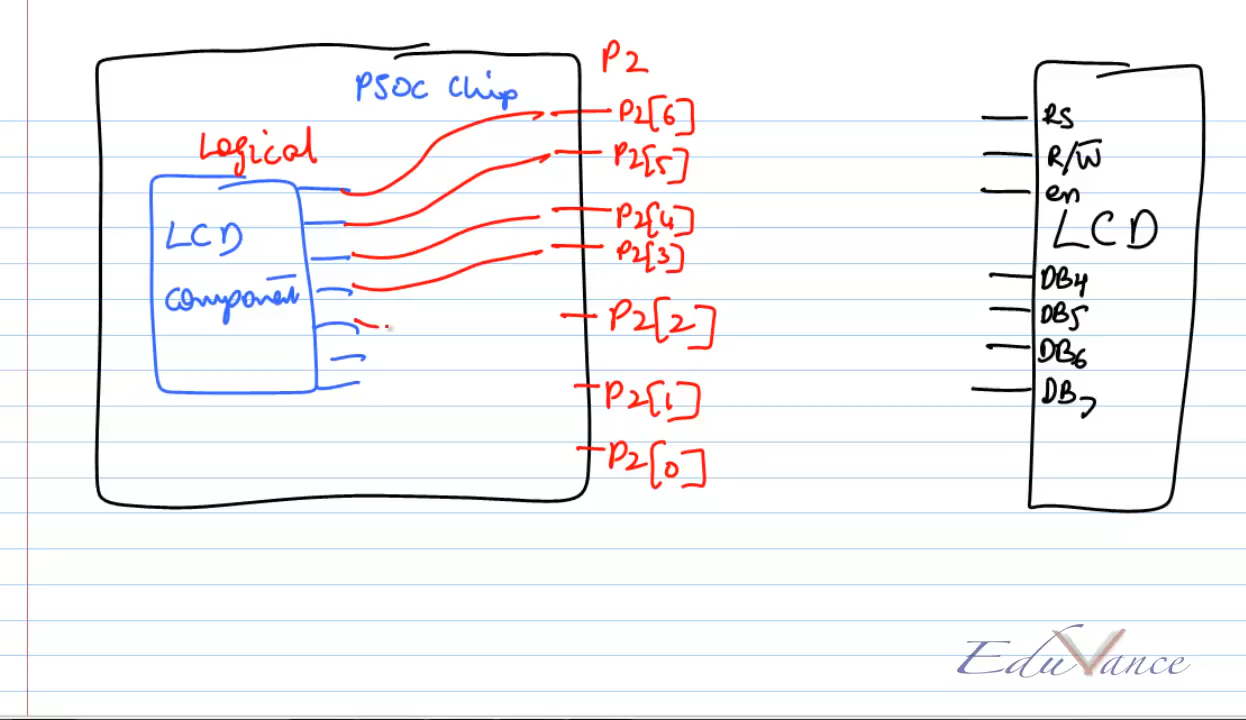 PSOC Chip
Logical
LCD
Component
P2
P2[6]
P2[5]
P2[4]
P2[3]
P2[2]
P2[1]
P2[0]
RS
R/W̅
en
LCD
DB4
DB5
DB6
DB7
EduVance